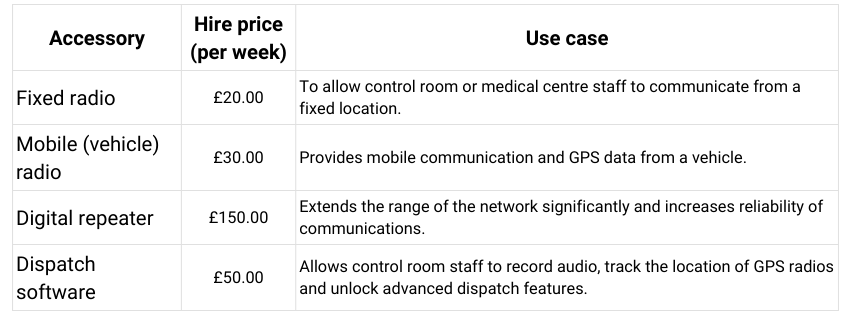 Accessory
Hire price
(per week)
Use case
Fixed radio
£20.00
To allow control room or medical centre staff to communicate from a
fixed location.
Mobile (vehicle)
radio
£30.00
Provides mobile communication and GPS data from a vehicle.
Digital repeater
£150.00
Extends the range of the network significantly and increases reliability of
communications.
Dispatch
software
£50.00
Allows control room staff to record audio, track the location of GPS radios
and unlock advanced dispatch features.